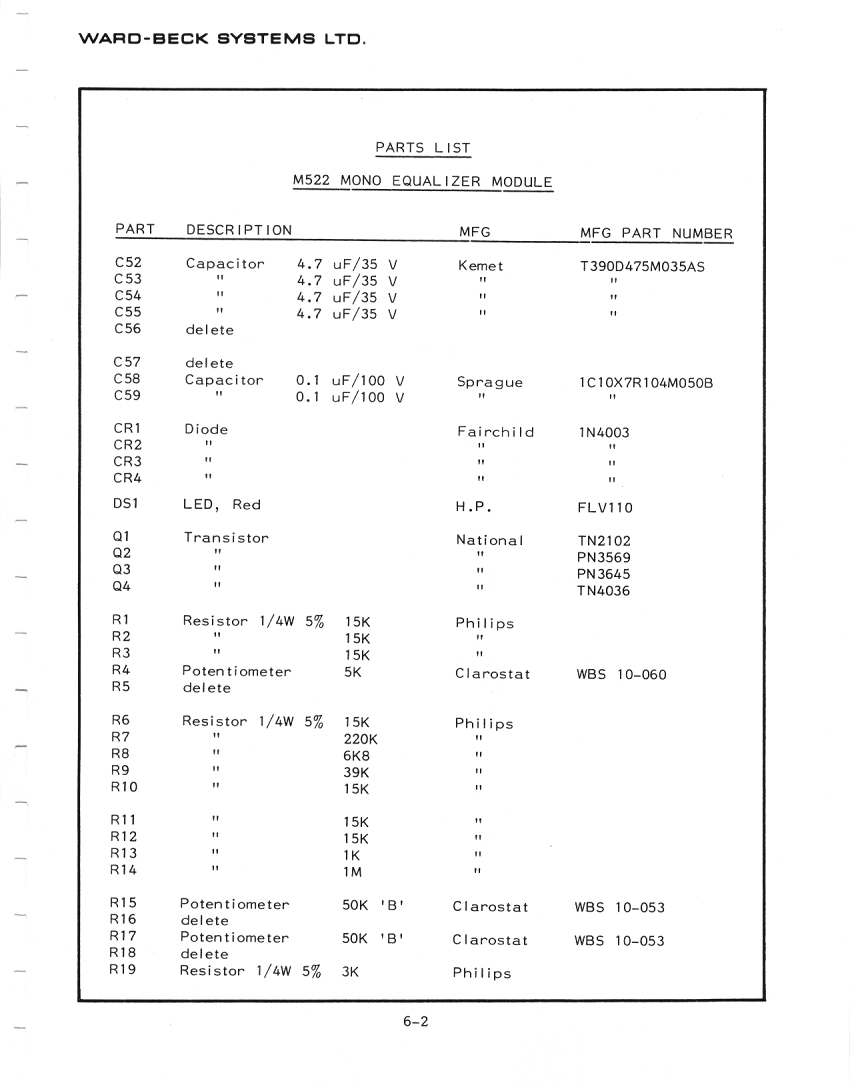 WARD-BECK SYSTEMS LTD.
PARTS LIST
M522 MONO EQUALIZER MODULE
PART DESCRIPTION MFG MFG PART NUMBER
C52 Capacitor 4.7 uF/35 V Kemet T390D475M035AS
C53 " 4.7 uF/35 V " "
C54 " 4.7 uF/35 V " "
C55 " 4.7 uF/35 V " "
C56 delete
C57 delete
C58 Capacitor 0.1 uF/100 V Sprague 1C10X7R104M050B
C59 " 0.1 uF/100 V " "
CR1 Diode Fairchild 1N4003
CR2 " " "
CR3 " " "
CR4 " " "
DS1 LED, Red H.P. FLV110
Q1 Transistor National TN2102
Q2 " " PN3569
Q3 " " PN3645
Q4 " " TN4036
R1 Resistor 1/4W 5% 15K Philips
R2 " 15K "
R3 " 15K "
R4 Potentiometer 5K Clarostat WBS 10-060
R5 delete
R6 Resistor 1/4W 5% 15K Philips
R7 " 220K "
R8 " 6K8 "
R9 " 39K "
R10 " 15K "
R11 " 15K "
R12 " 15K "
R13 " 1K "
R14 " 1M "
R15 Potentiometer 50K 'B' Clarostat WBS 10-053
R16 delete
R17 Potentiometer 50K 'B' Clarostat WBS 10-053
R18 delete
R19 Resistor 1/4W 5% 3K Philips
6-2